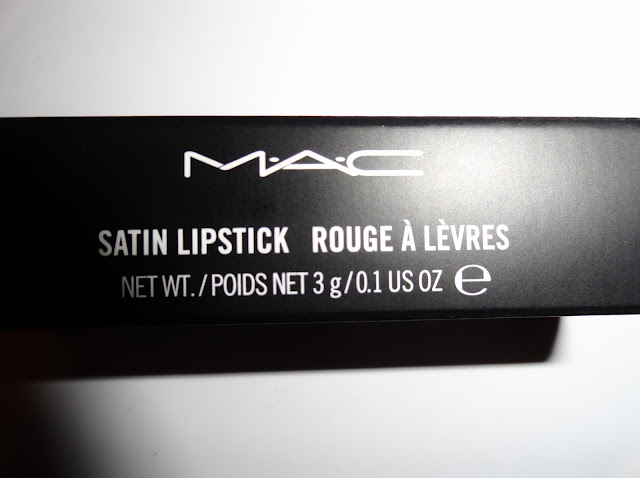 M·A·C
SATIN LIPSTICK ROUGE À LÈVRES
NET WT./POIDS NET 3 g/0.1 US OZ ℮